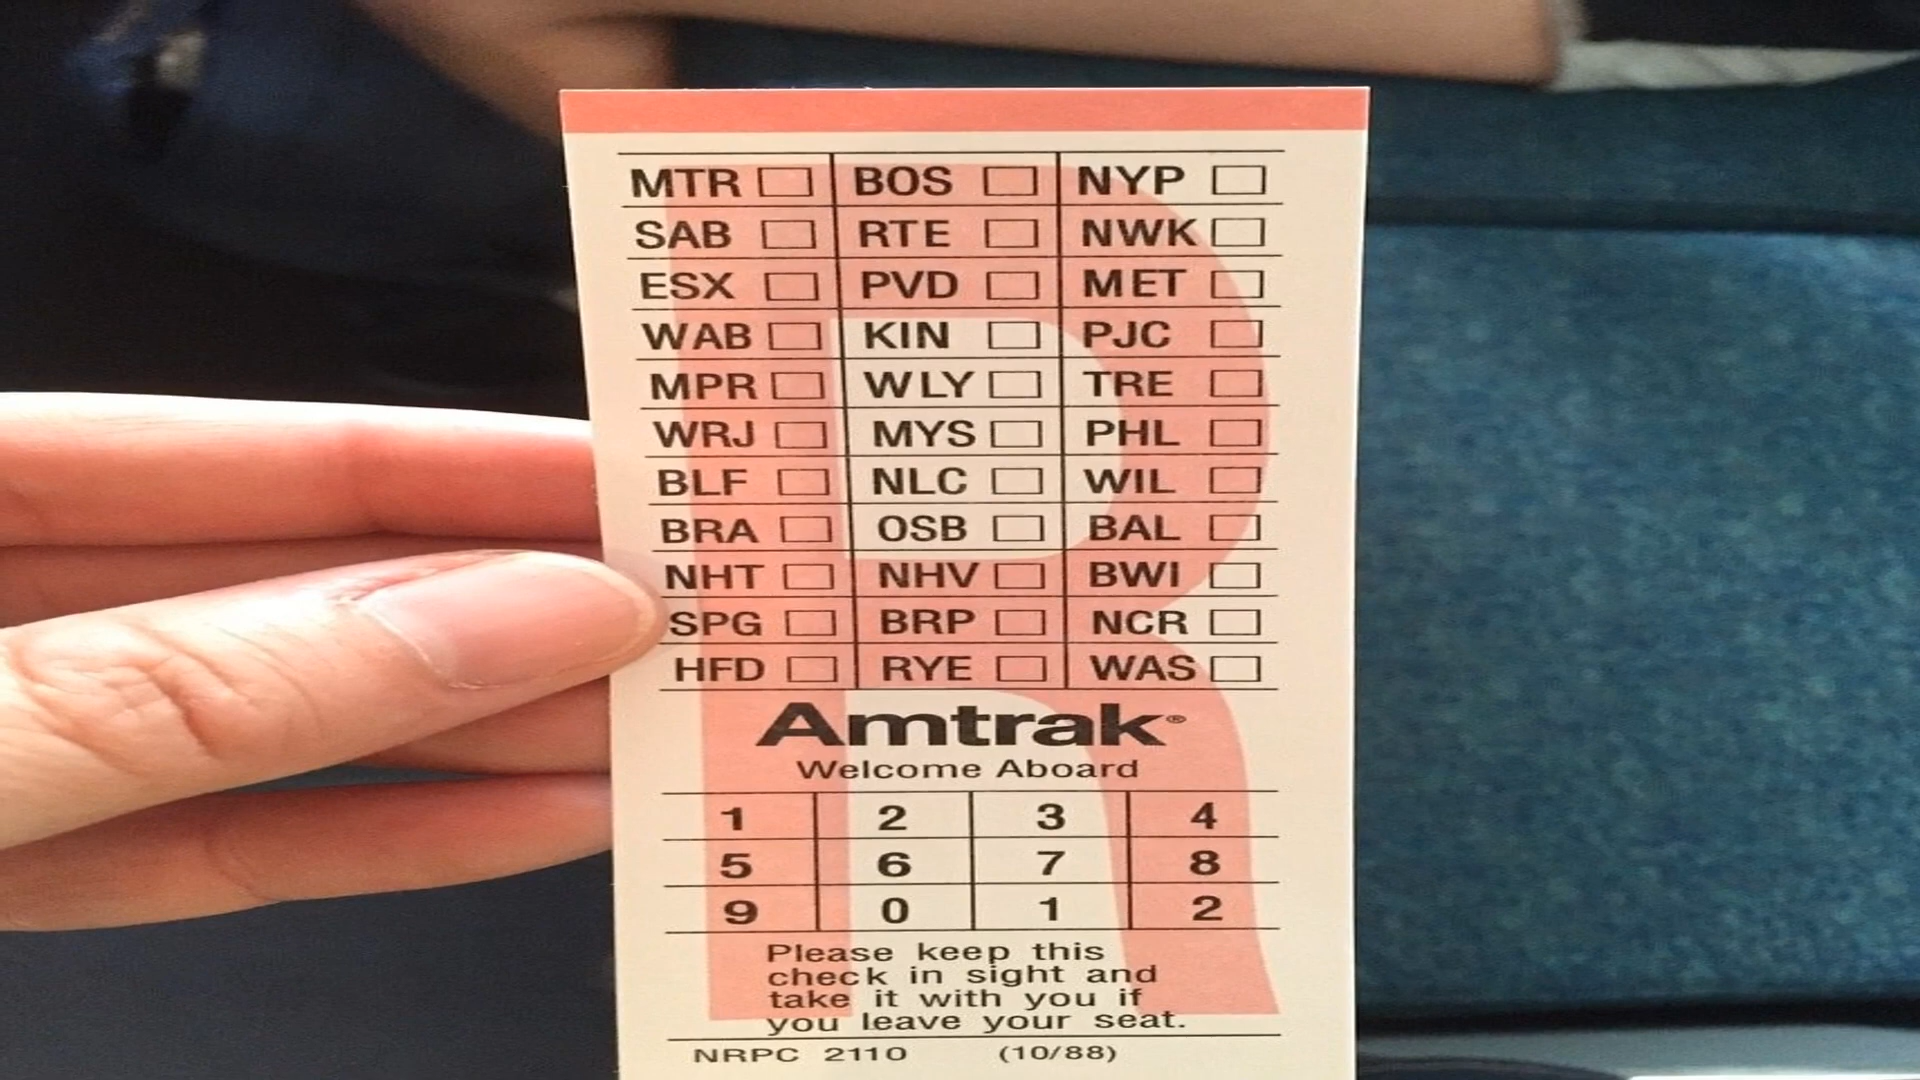 MTR BOS NYP
SAB RTE NWK
ESX PVD MET
WAB KIN PJC
MPR WLY TRE
WRJ MYS PHL
BLF NLC WIL
BRA OSB BAL
NHT NHV BWI
SPG BRP NCR
HFD RYE WAS
R
Amtrak®
Welcome Aboard
1 2 3 4
5 6 7 8
9 0 1 2
Please keep this
check in sight and
take it with you if
you leave your seat.
NRPC 2110 (10/88)